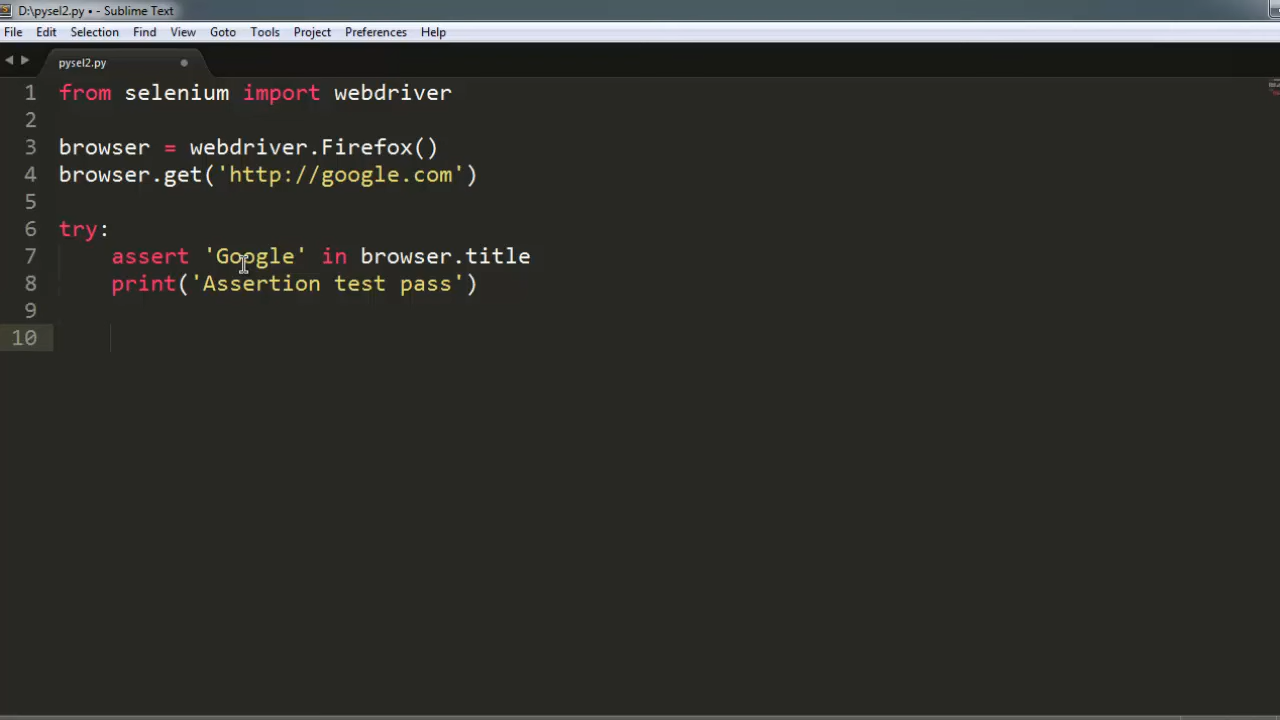 D:\pysel2.py • - Sublime Text
File Edit Selection Find View Goto Tools Project Preferences Help
pysel2.py
1 from selenium import webdriver
2
3 browser = webdriver.Firefox()
4 browser.get('http://google.com')
5
6 try:
7     assert 'Google' in browser.title
8     print('Assertion test pass')
9
10